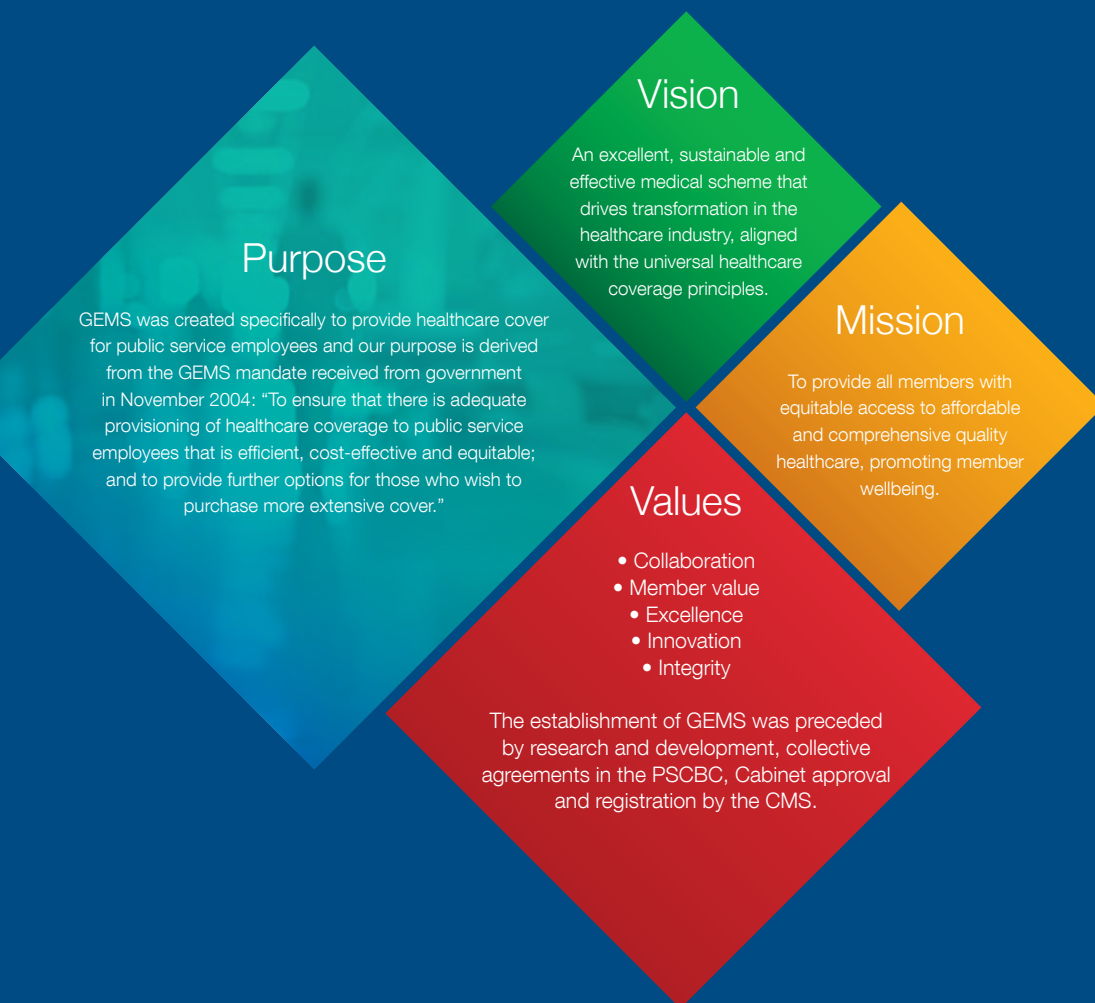 Purpose
GEMS was created specifically to provide healthcare cover
for public service employees and our purpose is derived
from the GEMS mandate received from government
in November 2004: “To ensure that there is adequate
provisioning of healthcare coverage to public service
employees that is efficient, cost-effective and equitable;
and to provide further options for those who wish to
purchase more extensive cover.”
Vision
An excellent, sustainable and
effective medical scheme that
drives transformation in the
healthcare industry, aligned
with the universal healthcare
coverage principles.
Mission
To provide all members with
equitable access to affordable
and comprehensive quality
healthcare, promoting member
wellbeing.
Values
• Collaboration
• Member value
• Excellence
• Innovation
• Integrity
The establishment of GEMS was preceded
by research and development, collective
agreements in the PSCBC, Cabinet approval
and registration by the CMS.